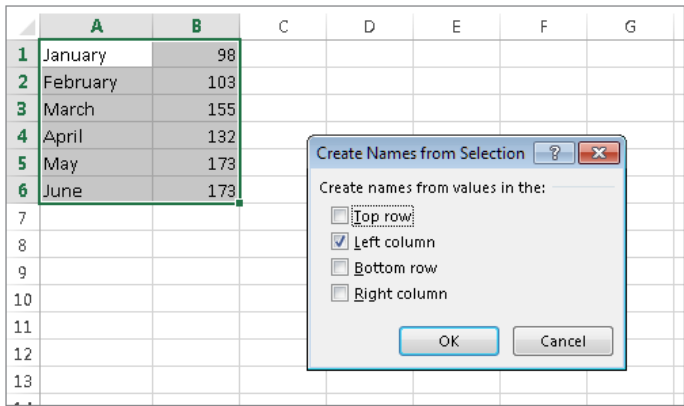 A B C D E F G
1 January 98
2 February 103
3 March 155
4 April 132
5 May 173
6 June 173
7
8
9
10
11
12
13
Create Names from Selection ?
Create names from values in the:
Top row
Left column
Bottom row
Right column
OK Cancel